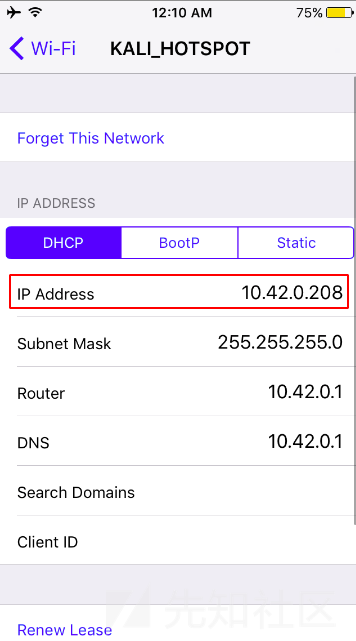 12:10 AM 75%
Wi-Fi KALI_HOTSPOT
Forget This Network
IP ADDRESS
DHCP BootP Static
IP Address 10.42.0.208
Subnet Mask 255.255.255.0
Router 10.42.0.1
DNS 10.42.0.1
Search Domains
Client ID
先知社区
Renew Lease